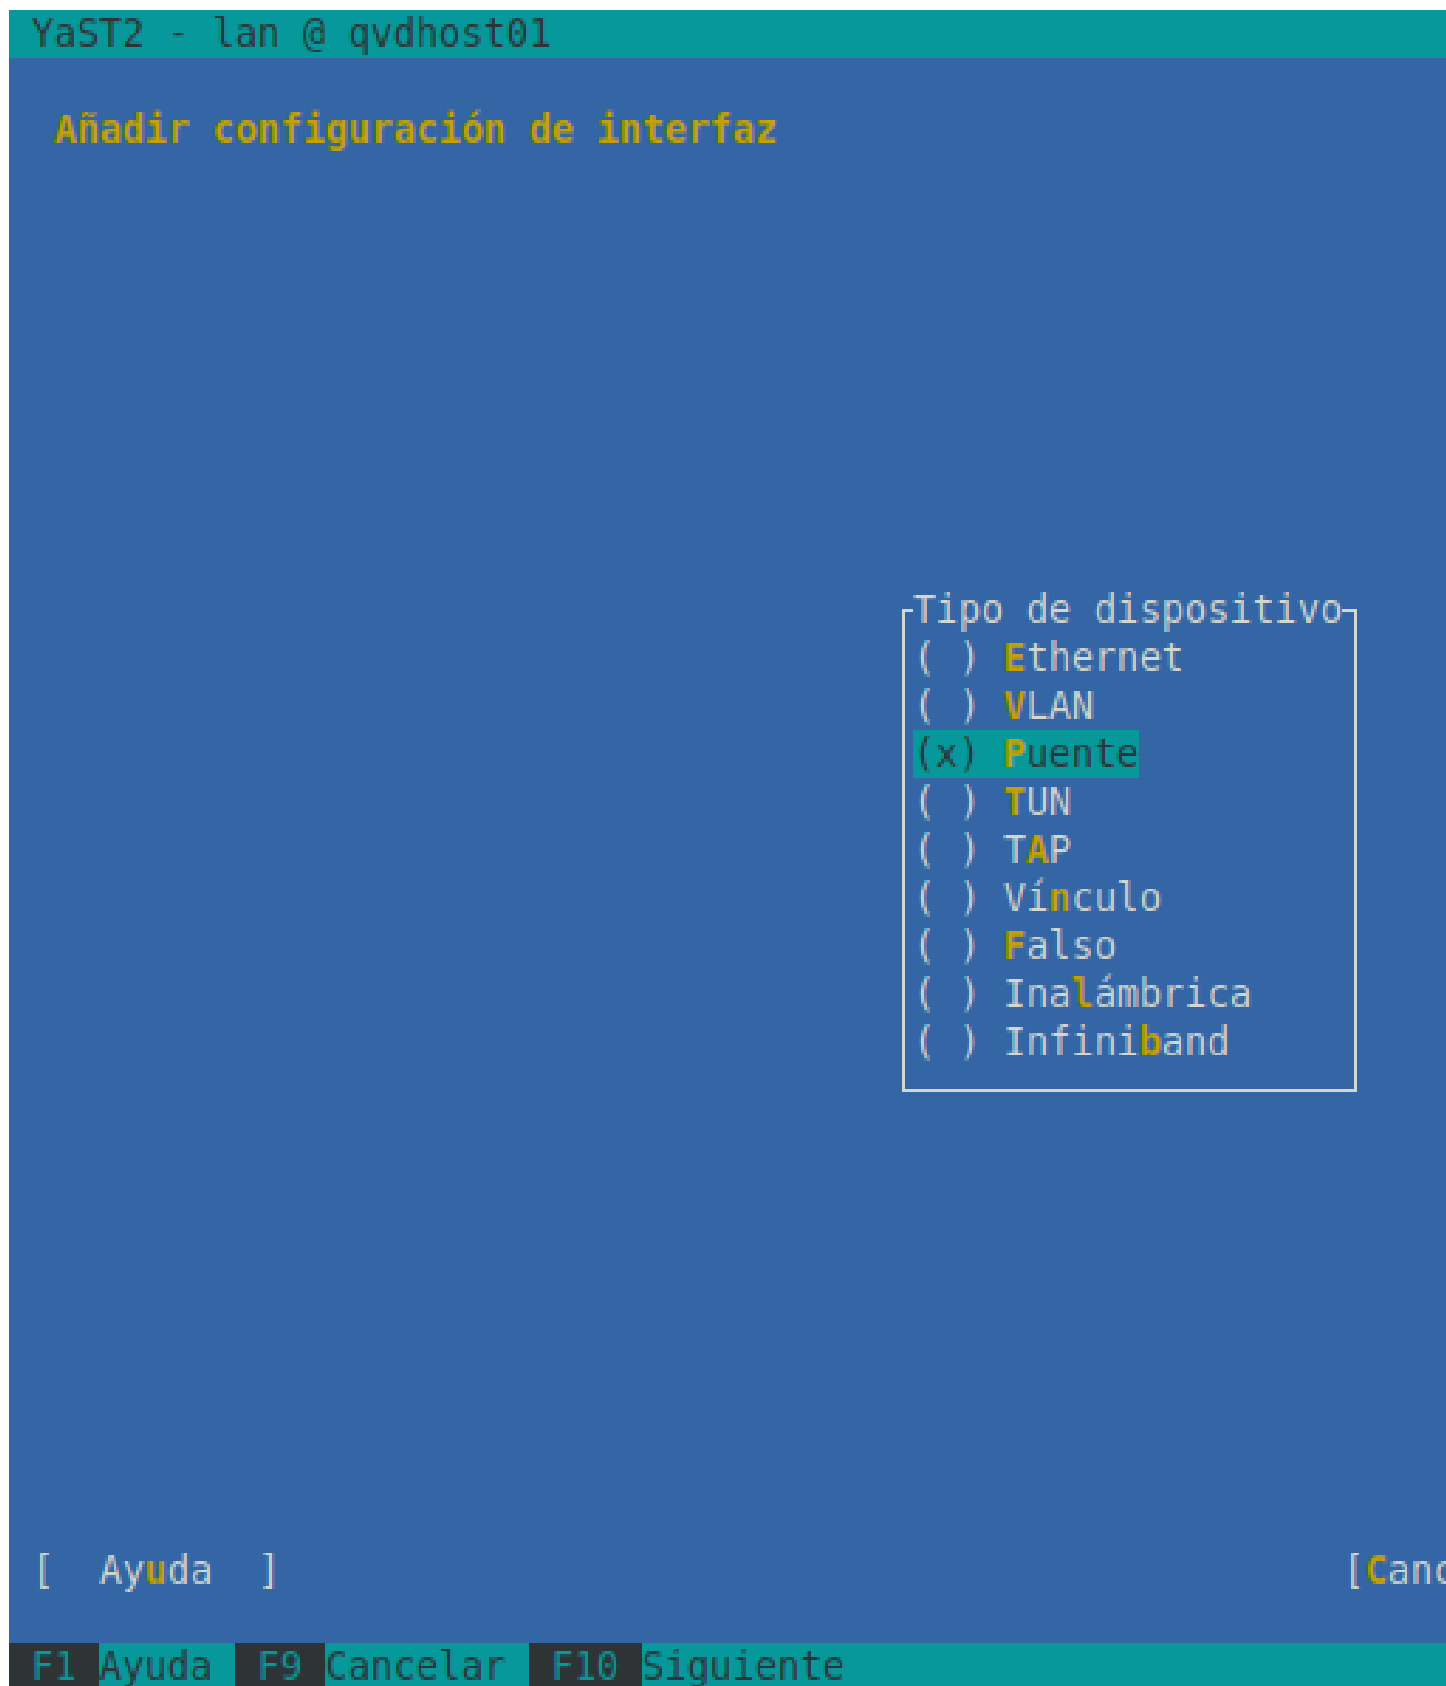 YaST2 - lan @ qvdhost01
Añadir configuración de interfaz
Tipo de dispositivo
( ) Ethernet
( ) VLAN
(x) Puente
( ) TUN
( ) TAP
( ) Vínculo
( ) Falso
( ) Inalámbrica
( ) Infiniband
[  Ayuda  ] [Canc
F1 Ayuda F9 Cancelar F10 Siguiente